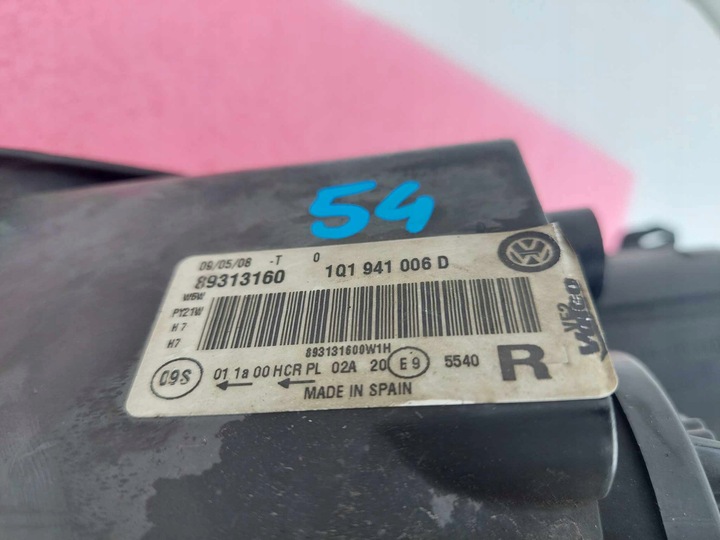 54
09/05/08 -T 0
89313160 1Q1 941 006 D
W5W
PY21W
H7
H7
893131600W1H
09S 01 1a 00 HCR PL 02A 20 E9 5540 R
MADE IN SPAIN
VALEO